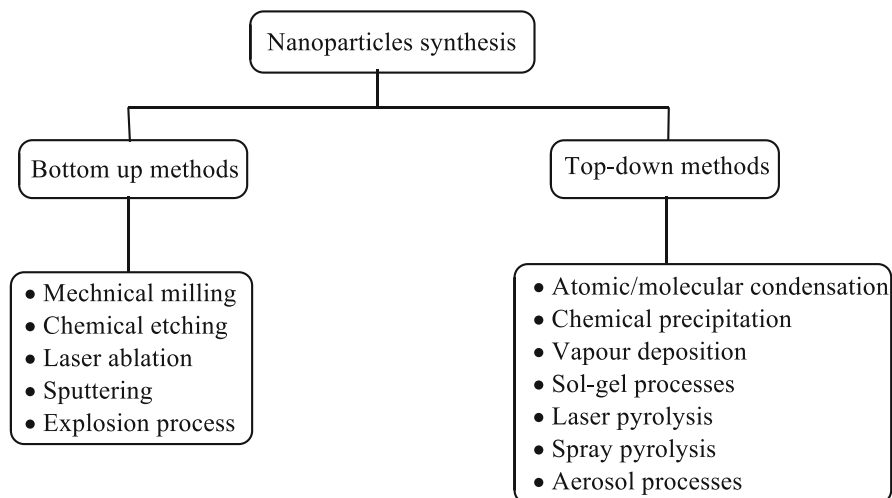 Nanoparticles synthesis
Bottom up methods
Top-down methods
• Mechnical milling
• Chemical etching
• Laser ablation
• Sputtering
• Explosion process
• Atomic/molecular condensation
• Chemical precipitation
• Vapour deposition
• Sol-gel processes
• Laser pyrolysis
• Spray pyrolysis
• Aerosol processes